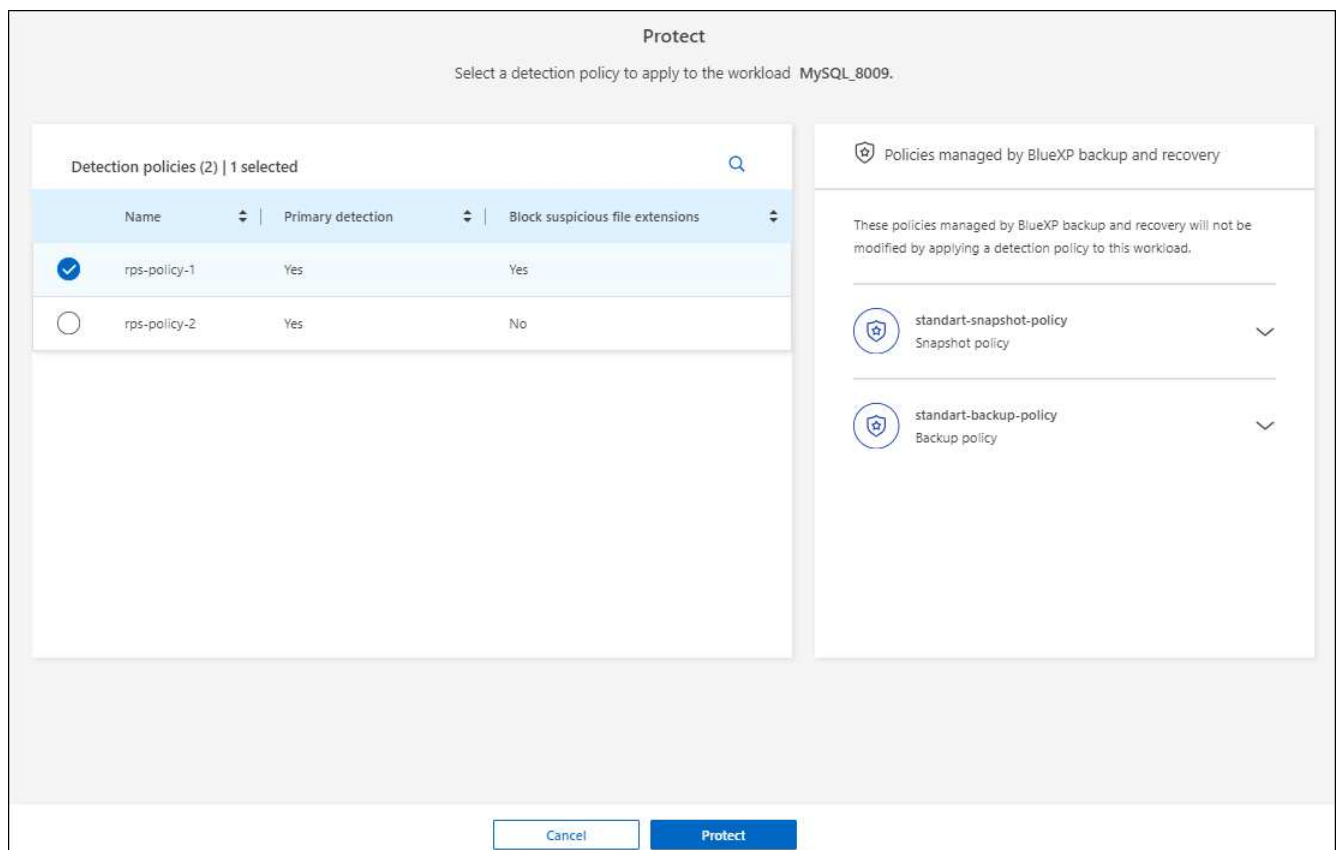 Protect
Select a detection policy to apply to the workload MySQL_8009.
Detection policies (2) | 1 selected
Name | Primary detection | Block suspicious file extensions
rps-policy-1 Yes Yes
rps-policy-2 Yes No
Policies managed by BlueXP backup and recovery
These policies managed by BlueXP backup and recovery will not be
modified by applying a detection policy to this workload.
standart-snapshot-policy
Snapshot policy
standart-backup-policy
Backup policy
Cancel Protect